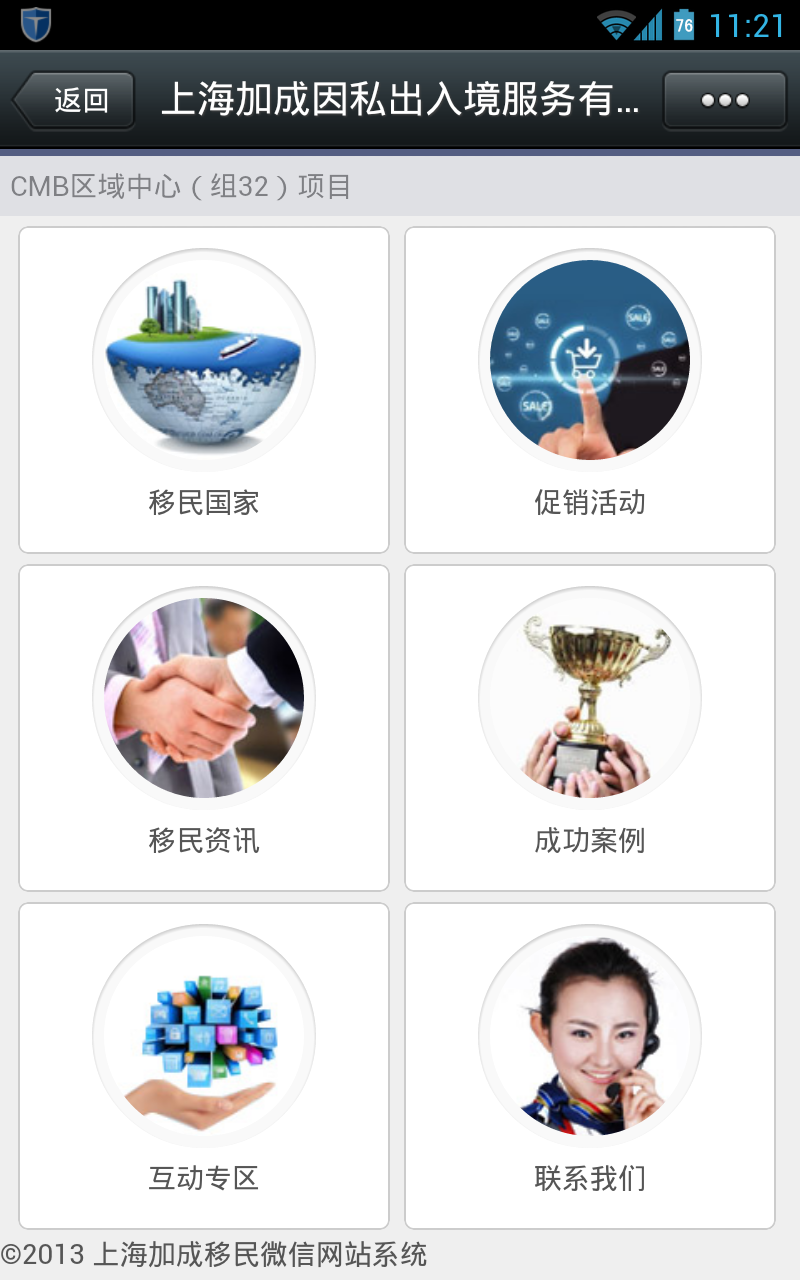 76 11:21
返回
上海加成因私出入境服务有...
CMB区域中心（组32）项目
SALE
SALE
移民国家
促销活动
移民资讯
成功案例
互动专区
联系我们
©2013 上海加成移民微信网站系统